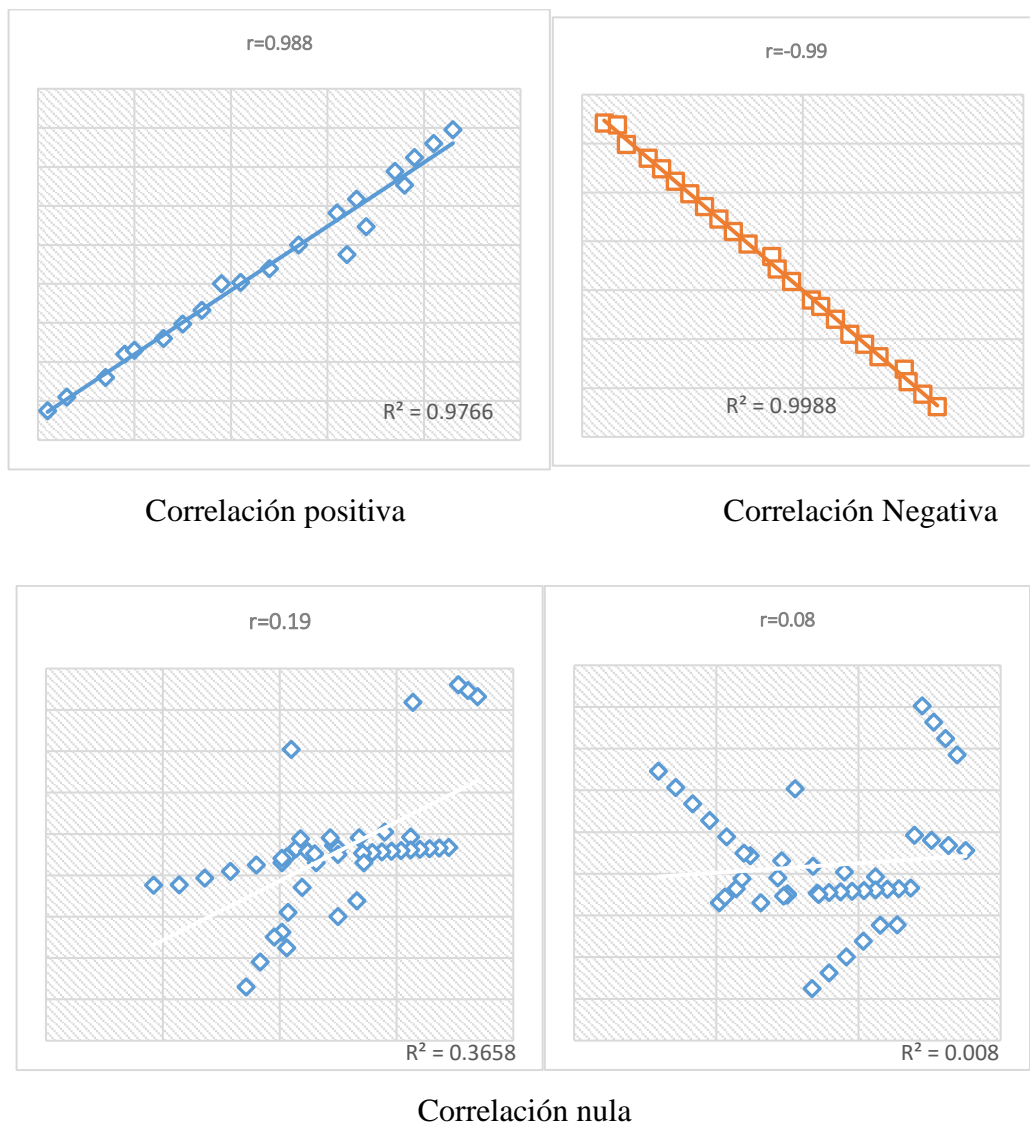 r=0.988
r=-0.99
R² = 0.9766
R² = 0.9988
Correlación positiva
Correlación Negativa
r=0.19
r=0.08
R² = 0.3658
R² = 0.008
Correlación nula